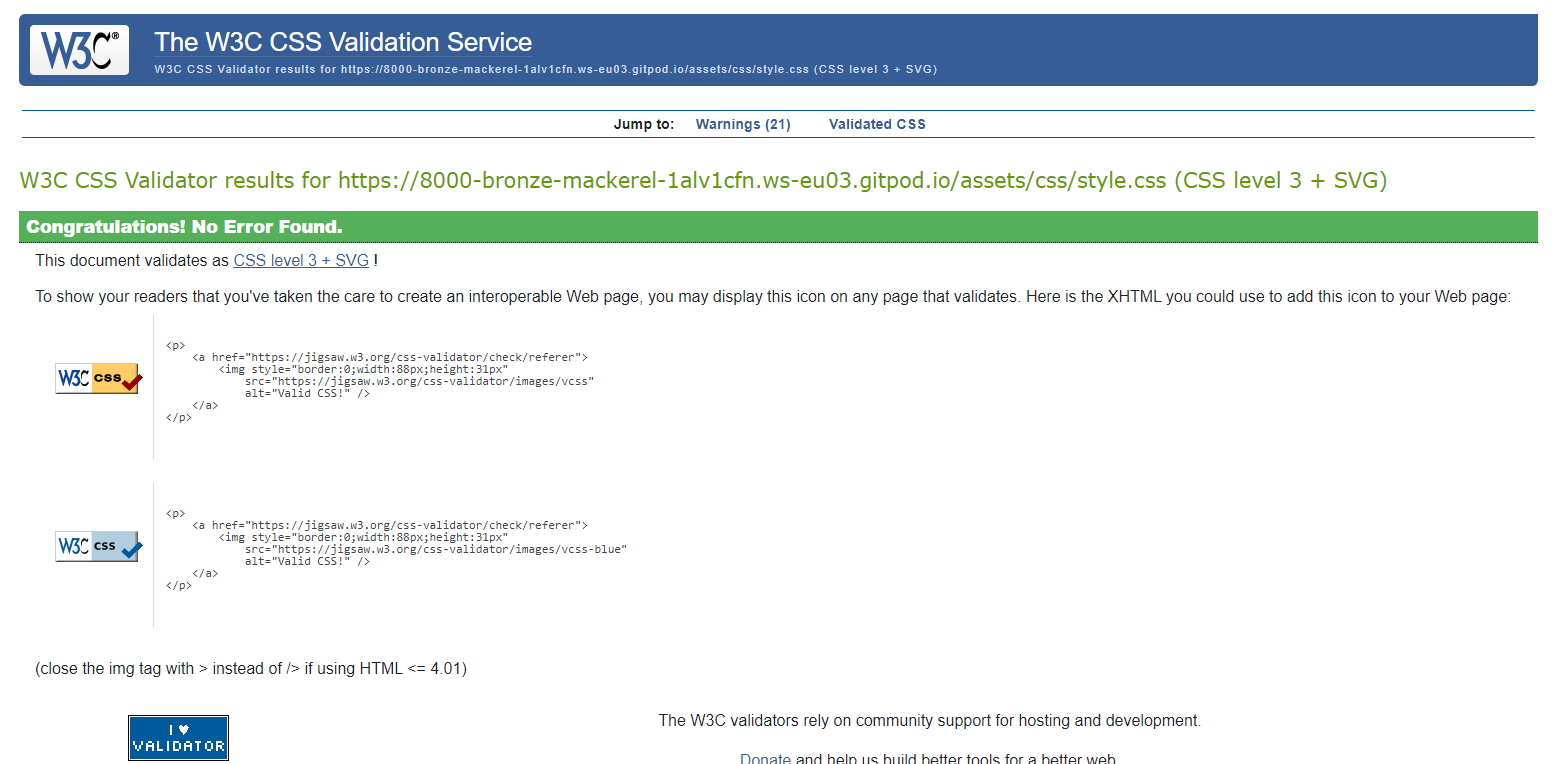 W3C®
The W3C CSS Validation Service
W3C CSS Validator results for https://8000-bronze-mackerel-1alv1cfn.ws-eu03.gitpod.io/assets/css/style.css (CSS level 3 + SVG)
Jump to: Warnings (21) Validated CSS
W3C CSS Validator results for https://8000-bronze-mackerel-1alv1cfn.ws-eu03.gitpod.io/assets/css/style.css (CSS level 3 + SVG)
Congratulations! No Error Found.
This document validates as CSS level 3 + SVG !
To show your readers that you've taken the care to create an interoperable Web page, you may display this icon on any page that validates. Here is the XHTML you could use to add this icon to your Web page:
W3C css
<p>
<a href="https://jigsaw.w3.org/css-validator/check/referer">
<img style="border:0;width:88px;height:31px"
src="https://jigsaw.w3.org/css-validator/images/vcss"
alt="Valid CSS!" />
</a>
</p>
W3C css
<p>
<a href="https://jigsaw.w3.org/css-validator/check/referer">
<img style="border:0;width:88px;height:31px"
src="https://jigsaw.w3.org/css-validator/images/vcss-blue"
alt="Valid CSS!" />
</a>
</p>
(close the img tag with > instead of /> if using HTML <= 4.01)
I ♥
VALIDATOR
The W3C validators rely on community support for hosting and development.
Donate and help us build better tools for a better web.